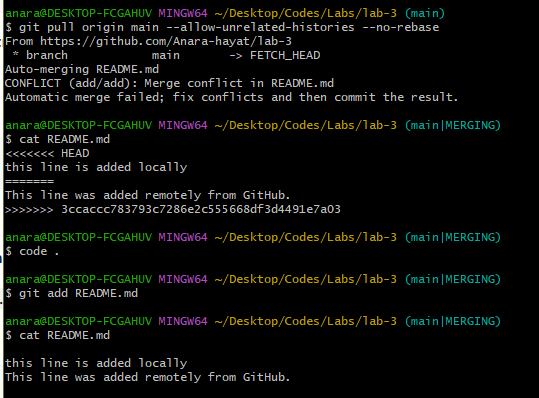 anara@DESKTOP-FCGAHUV MINGW64 ~/Desktop/Codes/Labs/lab-3 (main)
$ git pull origin main --allow-unrelated-histories --no-rebase
From https://github.com/Anara-hayat/lab-3
 * branch            main       -> FETCH_HEAD
Auto-merging README.md
CONFLICT (add/add): Merge conflict in README.md
Automatic merge failed; fix conflicts and then commit the result.

anara@DESKTOP-FCGAHUV MINGW64 ~/Desktop/Codes/Labs/lab-3 (main|MERGING)
$ cat README.md
<<<<<<< HEAD
this line is added locally
=======
This line was added remotely from GitHub.
>>>>>>> 3ccaccc783793c7286e2c555668df3d4491e7a03

anara@DESKTOP-FCGAHUV MINGW64 ~/Desktop/Codes/Labs/lab-3 (main|MERGING)
$ code .

anara@DESKTOP-FCGAHUV MINGW64 ~/Desktop/Codes/Labs/lab-3 (main|MERGING)
$ git add README.md

anara@DESKTOP-FCGAHUV MINGW64 ~/Desktop/Codes/Labs/lab-3 (main|MERGING)
$ cat README.md

this line is added locally
This line was added remotely from GitHub.